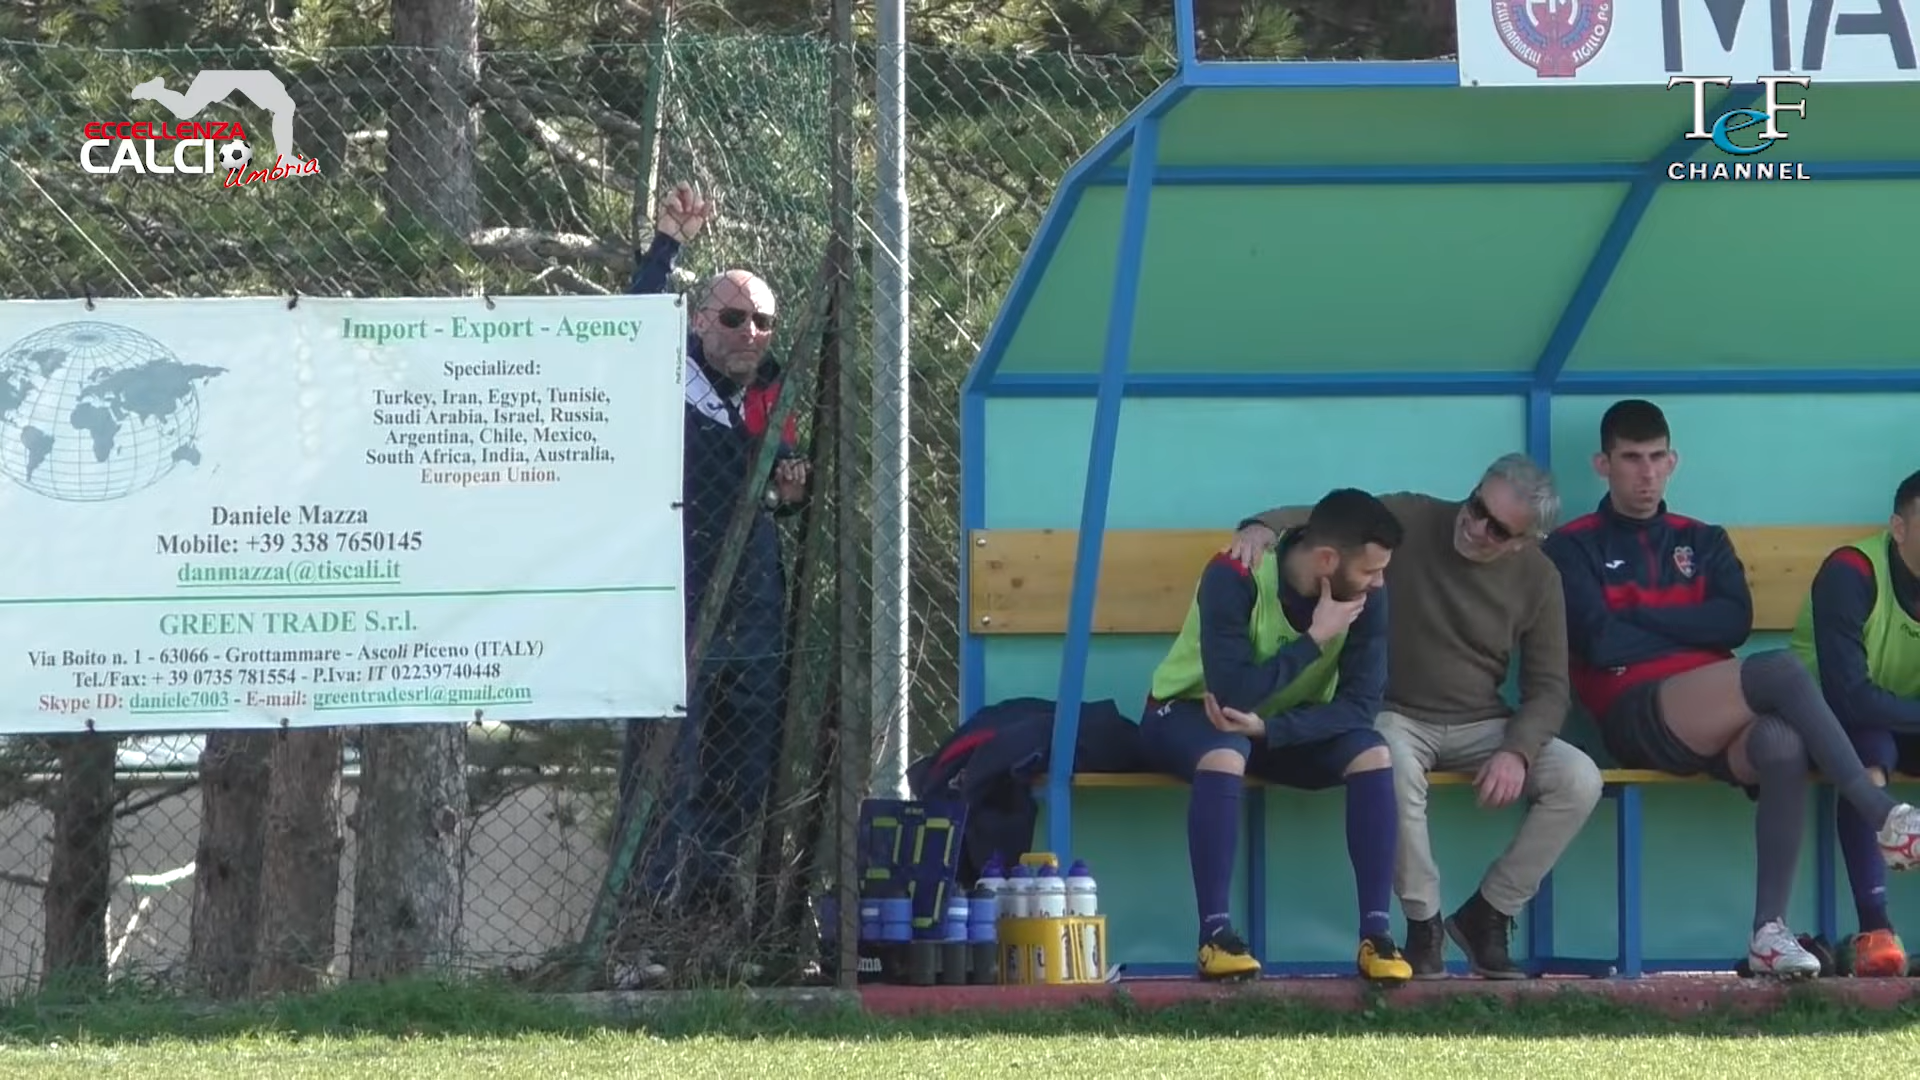 ECCELLENZA
CALCIO
Umbria
TeF
CHANNEL
F.LLI MARINELLI SIGILLO P.G.
MA
Import - Export - Agency
Specialized:
Turkey, Iran, Egypt, Tunisie,
Saudi Arabia, Israel, Russia,
Argentina, Chile, Mexico,
South Africa, India, Australia,
European Union.
Daniele Mazza
Mobile: +39 338 7650145
danmazza(@tiscali.it
GREEN TRADE S.r.l.
Via Boito n. 1 - 63066 - Grottammare - Ascoli Piceno (ITALY)
Tel./Fax: + 39 0735 781554 - P.Iva: IT 02239740448
Skype ID: daniele7003 - E-mail: greentradesrl@gmail.com